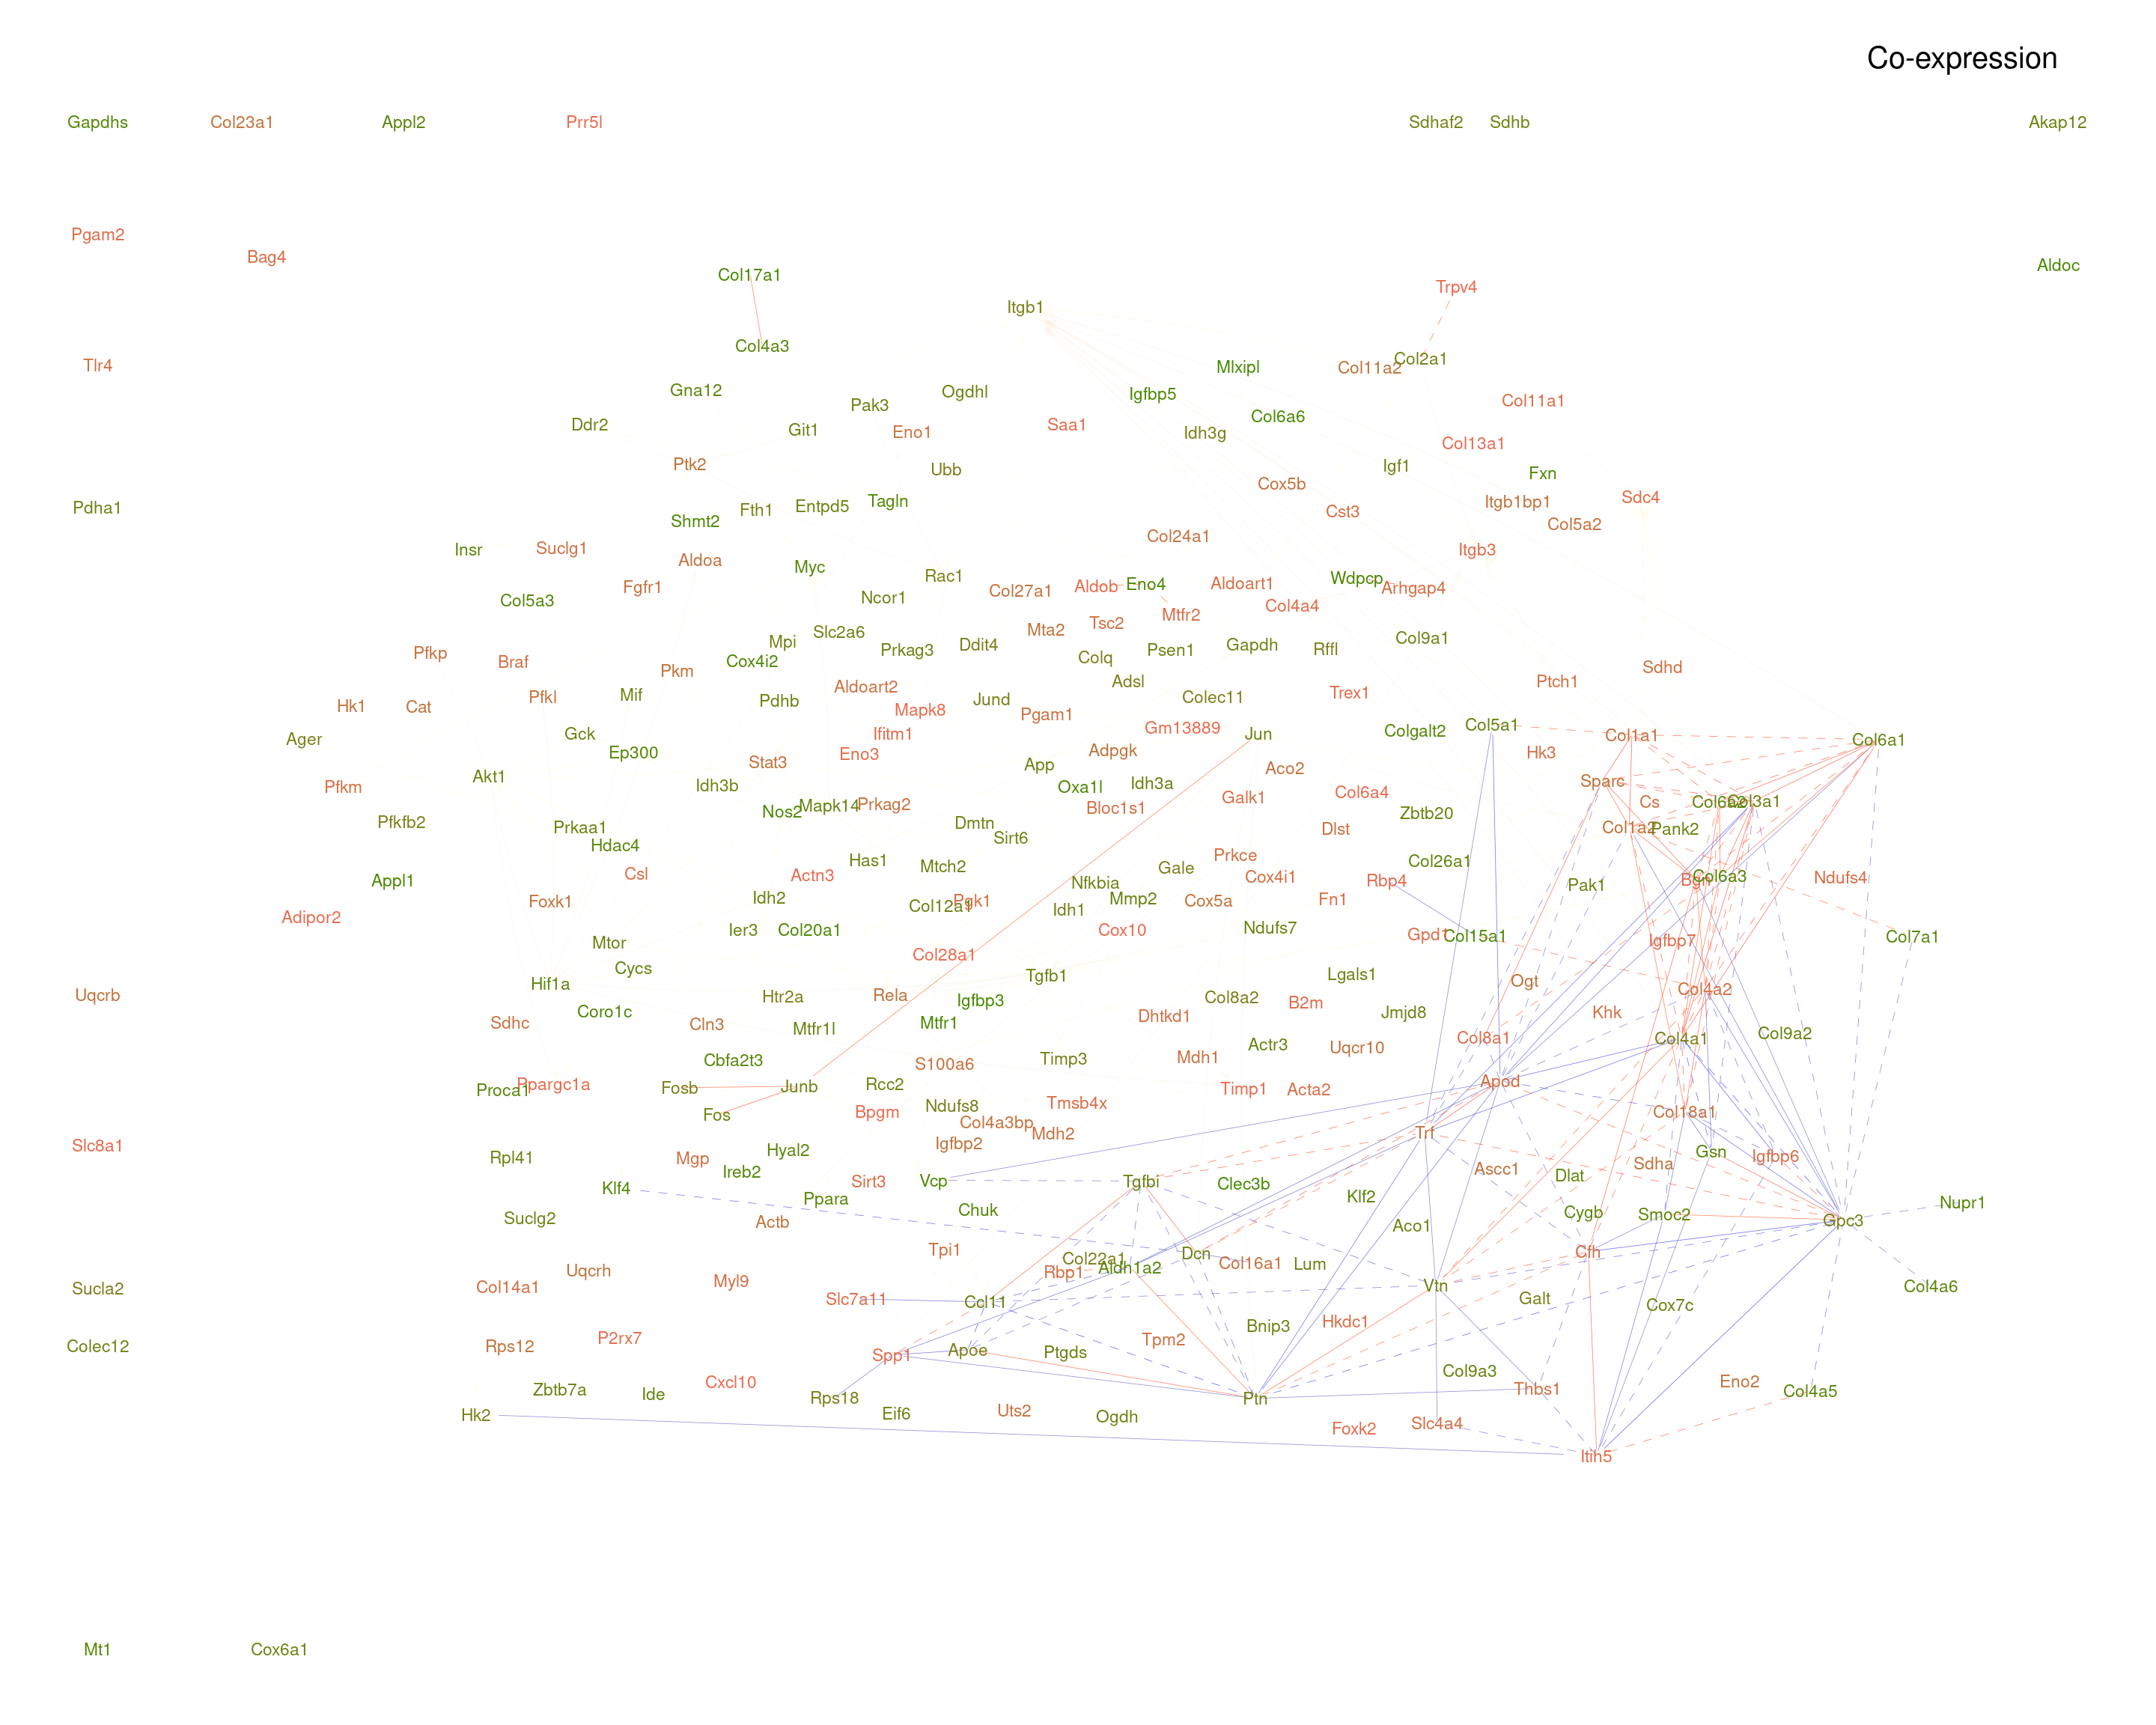 Co-expression
Gapdhs Col23a1 Appl2 Prr5l Sdhaf2 Sdhb Akap12
Pgam2
Bag4 Aldoc
Col17a1 Trpv4
Itgb1
Col4a3 Col2a1
Tlr4 Mlxipl Col11a2
Gna12 Ogdhl Igfbp5 Col11a1
Pak3 Col6a6
Ddr2 Git1 Eno1 Saa1 Idh3g Col13a1
Ptk2 Ubb Igf1 Fxn
Cox5b Sdc4
Pdha1 Fth1 Entpd5 Tagln Cst3 Itgb1bp1
Shmt2 Col5a2
Insr Suclg1 Aldoa Col24a1 Itgb3
Myc Rac1 Wdpcp
Fgfr1 Col27a1 Aldob Eno4 Aldoart1 Arhgap4
Col5a3 Ncor1 Mtfr2 Col4a4
Mpi Slc2a6 Ddit4 Mta2 Tsc2 Col9a1
Pfkp Braf Cox4i2 Prkag3 Colq Psen1 Gapdh Rffl
Pkm Adsl Sdhd
Hk1 Cat Pfkl Mif Pdhb Aldoart2 Jund Colec11 Trex1 Ptch1
Mapk8 Pgam1
Ager Gck Ifitm1 Gm13889 Jun Colgalt2 Col5a1 Col1a1 Col6a1
Akt1 Ep300 Stat3 Eno3 App Adpgk Aco2 Hk3
Pfkm Idh3b Oxa1l Idh3a Col6a4 Sparc
Pfkfb2 Nos2 Mapk14 Prkag2 Bloc1s1 Galk1 Zbtb20 Cs Col6a2 Col3a1
Prkaa1 Dmtn Dlst Col1a2 Pank2
Hdac4 Has1 Mtch2 Sirt6 Gale Prkce Col26a1
Appl1 Csl Actn3 Nfkbia Cox4i1 Rbp4 Pak1 Bgn Col6a3 Ndufs4
Adipor2 Foxk1 Idh2 Col12a1 Pgk1 Idh1 Mmp2 Cox5a Fn1
Mtor Ier3 Col20a1 Cox10 Ndufs7 Gpd1 Col15a1 Igfbp7 Col7a1
Cycs Col28a1 Tgfb1 Lgals1
Uqcrb Hif1a Htr2a Rela Igfbp3 Col8a2 B2m Ogt Col4a2
Sdhc Coro1c Cln3 Mtfr1l Mtfr1 Dhtkd1 Jmjd8 Khk
Cbfa2t3 S100a6 Timp3 Mdh1 Actr3 Uqcr10 Col8a1 Col4a1 Col9a2
Proca1 Ppargc1a Fosb Junb Rcc2 Timp1 Acta2 Apod
Fos Bpgm Ndufs8 Tmsb4x Col18a1
Slc8a1 Hyal2 Igfbp2 Col4a3bp Mdh2 Trf
Rpl41 Mgp Ireb2 Ascc1 Sdha Gsn Igfbp6
Klf4 Ppara Sirt3 Vcp Tgfbi Clec3b Klf2 Dlat
Suclg2 Actb Chuk Aco1 Cygb Smoc2 Gpc3 Nupr1
Uqcrh Tpi1 Col22a1 Dcn Col16a1 Lum Cfh
Sucla2 Col14a1 Myl9 Rbp1 Aldh1a2 Vtn Col4a6
Slc7a11 Ccl11 Galt Cox7c
Colec12 Rps12 P2rx7 Spp1 Apoe Ptgds Tpm2 Bnip3 Hkdc1
Zbtb7a Ide Cxcl10 Rps18 Ptn Col9a3 Thbs1 Eno2 Col4a5
Hk2 Eif6 Uts2 Ogdh Foxk2 Slc4a4
Itih5
Mt1 Cox6a1